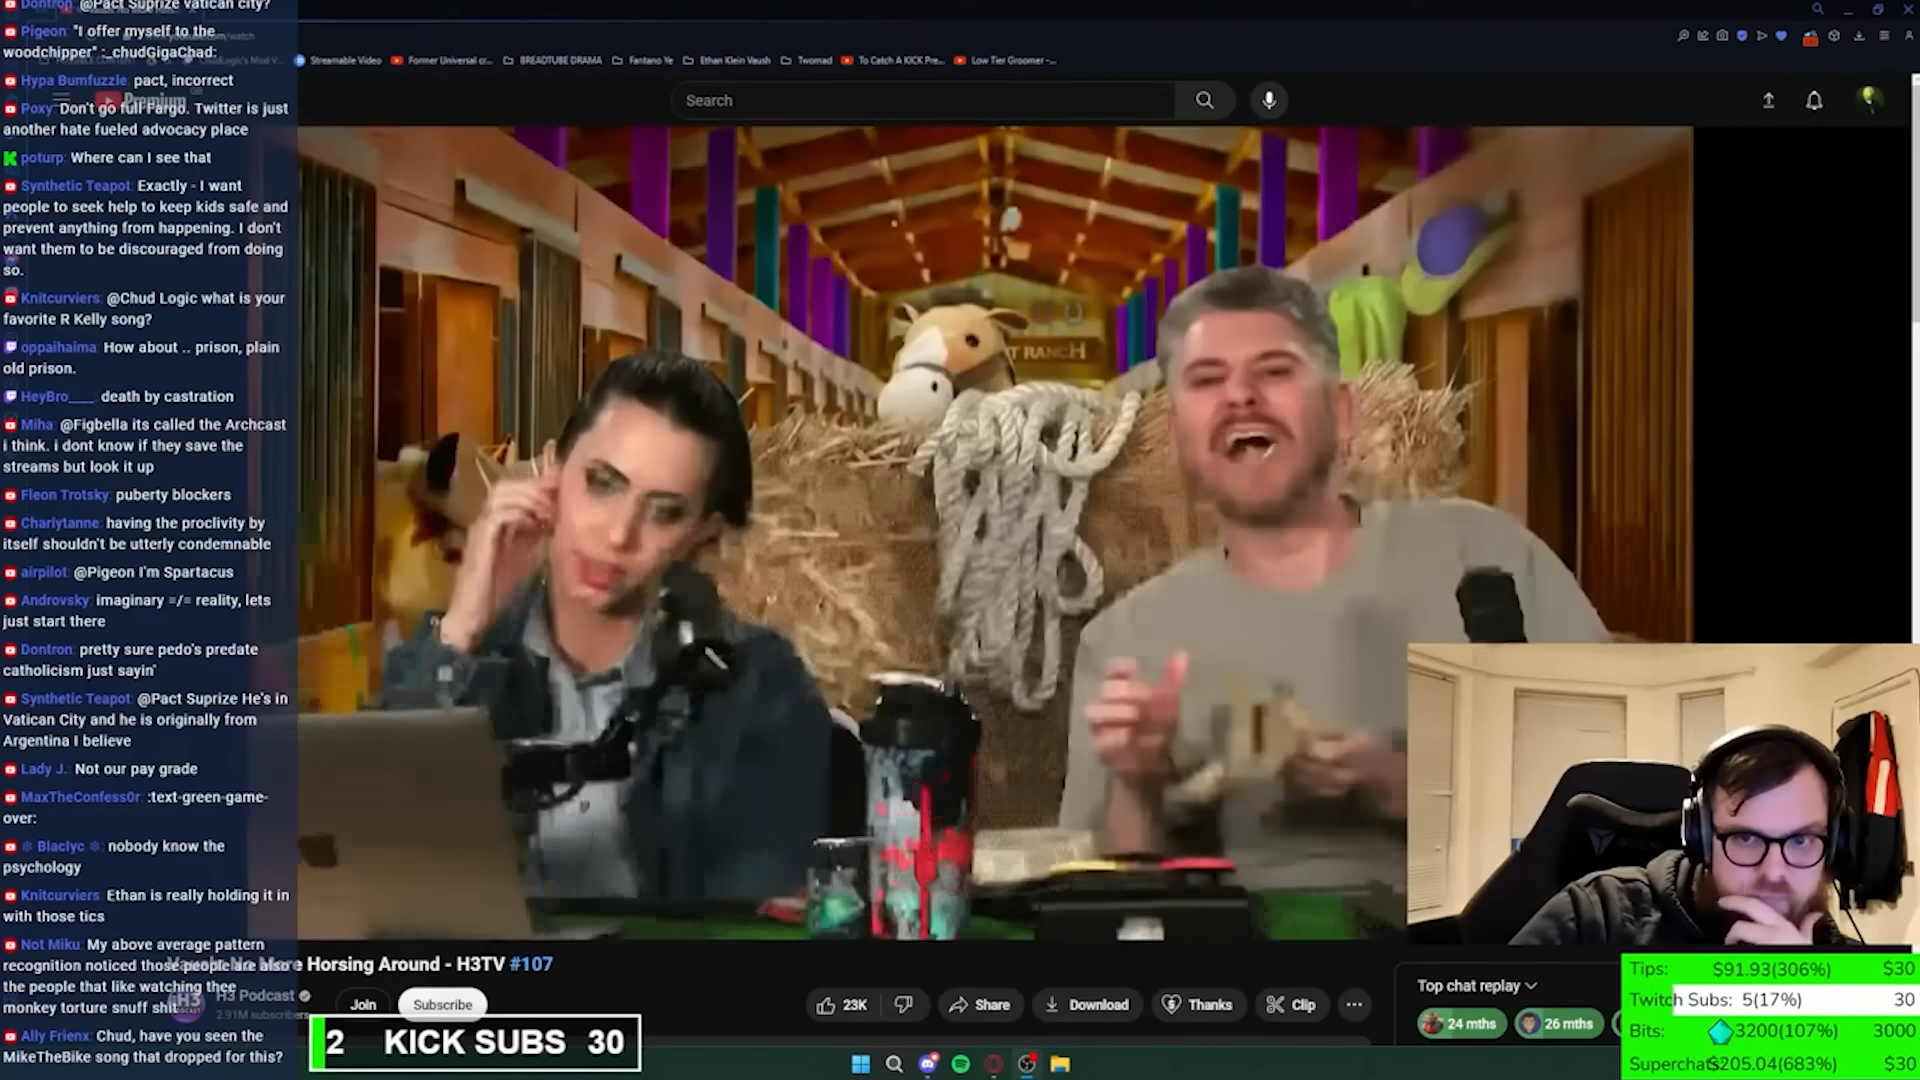 Dontron: @Pact Suprize vatican city?
Pigeon: "I offer myself to the
woodchipper" :_chudGigaChad:
Hypa Bumfuzzle: pact, incorrect
Poxy: Don't go full Fargo. Twitter is just
another hate fueled advocacy place
poturp: Where can I see that
Synthetic Teapot: Exactly - I want
people to seek help to keep kids safe and
prevent anything from happening. I don't
want them to be discouraged from doing
so.
Knitcurviers: @Chud Logic what is your
favorite R Kelly song?
oppaihaima: How about .. prison, plain
old prison.
HeyBro____: death by castration
Miha: @Figbella its called the Archcast
i think. i dont know if they save the
streams but look it up
Fleon Trotsky: puberty blockers
Charlytanne: having the proclivity by
itself shouldn't be utterly condemnable
airpilot: @Pigeon I'm Spartacus
Androvsky: imaginary =/= reality, lets
just start there
Dontron: pretty sure pedo's predate
catholicism just sayin'
Synthetic Teapot: @Pact Suprize He's in
Vatican City and he is originally from
Argentina I believe
Lady J.: Not our pay grade
MaxTheConfess0r: :text-green-game-
over:
❄ Blaclyc ❄: nobody know the
psychology
Knitcurviers: Ethan is really holding it in
with those tics
Not Miku: My above average pattern
recognition noticed those people are also
the people that like watching thee
monkey torture snuff shit
Ally Frienx: Chud, have you seen the
MikeTheBike song that dropped for this?
Streamable Video
Former Universal cr...
BREADTUBE DRAMA
Fantano Ye
Ethan Klein Vaush
Twomad
To Catch A KICK Pre...
Low Tier Groomer -...
Premium
Search
RANCH
No More Horsing Around - H3TV #107
H3 Podcast
2.91M subscribers
Join
Subscribe
23K
Share
Download
Thanks
Clip
Top chat replay
24 mths
26 mths
2 KICK SUBS 30
Tips: $91.93(306%) $30
Twitch Subs: 5(17%) 30
Bits: 3200(107%) 3000
Superchats: $205.04(683%) $30